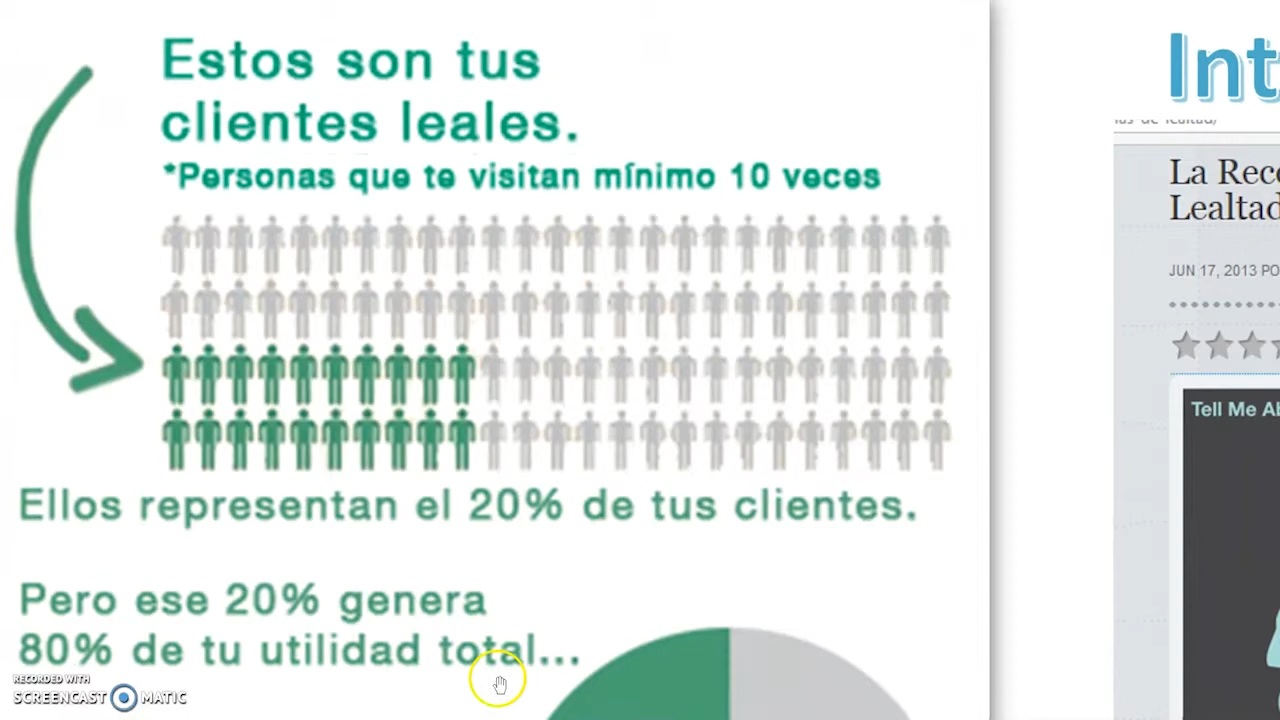 Estos son tus
clientes leales.
*Personas que te visitan mínimo 10 veces
Ellos representan el 20% de tus clientes.
Pero ese 20% genera
80% de tu utilidad total...
RECORDED WITH
SCREENCAST MATIC
Int
La Rec
Lealtad
JUN 17, 2013 PO
Tell Me Ab